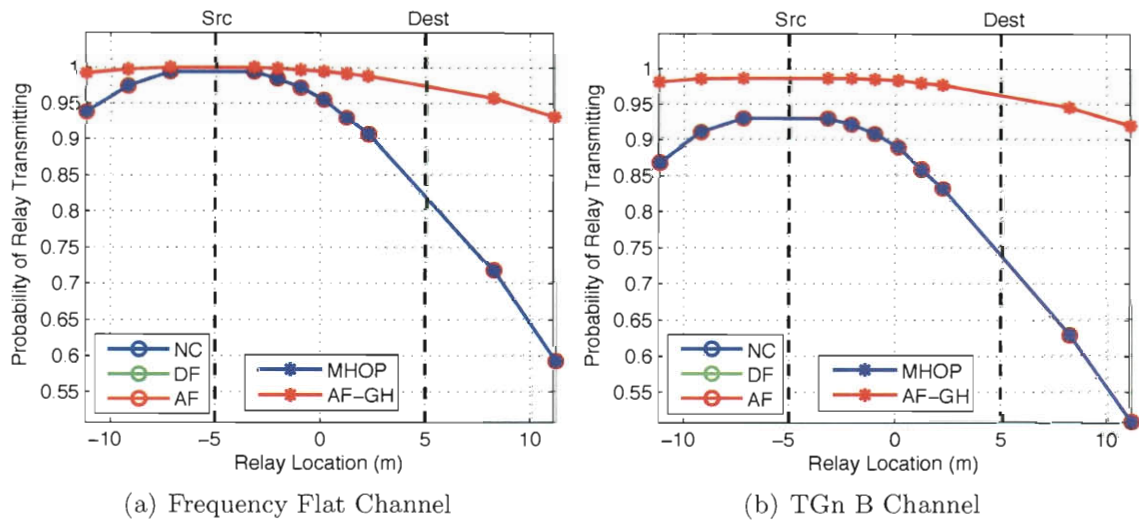 Src Dest
1
0.95
0.9
0.85
0.8
0.75
0.7
0.65
0.6
0.55
Probability of Relay Transmitting
NC
DF
AF
MHOP
AF-GH
-10 -5 0 5 10
Relay Location (m)
(a) Frequency Flat Channel
Src Dest
1
0.95
0.9
0.85
0.8
0.75
0.7
0.65
0.6
0.55
Probability of Relay Transmitting
NC
DF
AF
MHOP
AF-GH
-10 -5 0 5 10
Relay Location (m)
(b) TGn B Channel